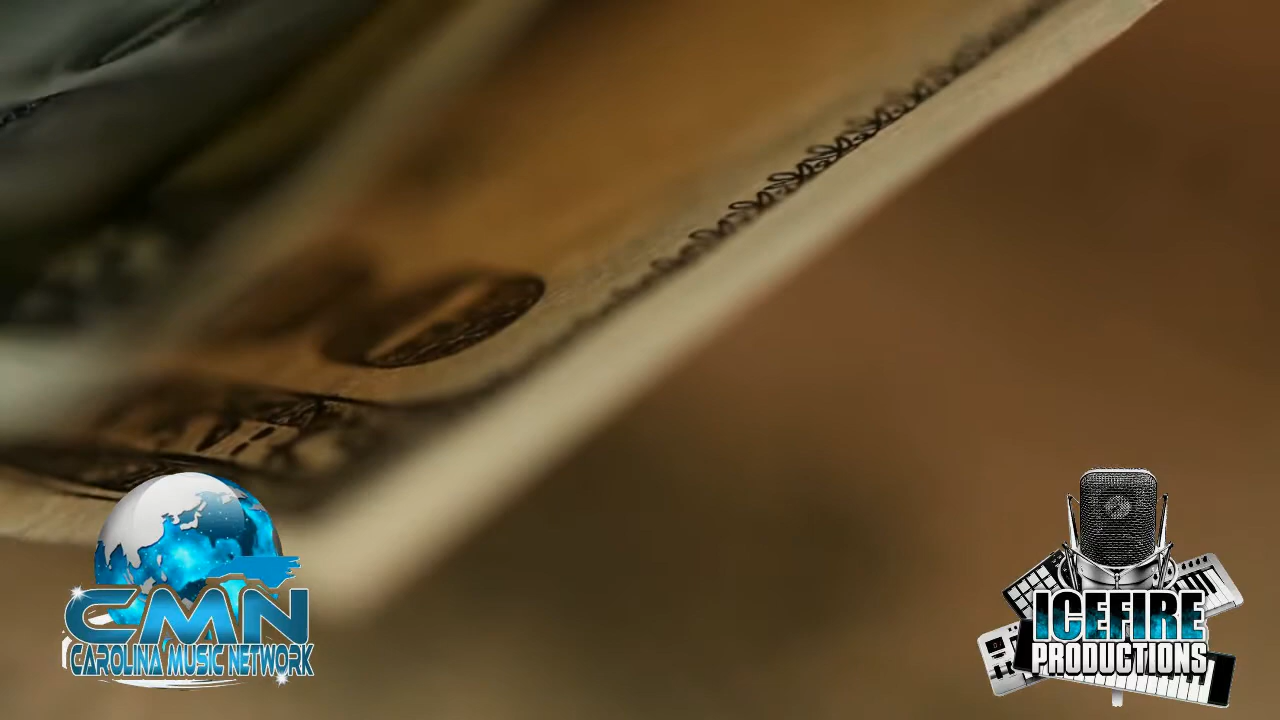 CMN
CAROLINA MUSIC NETWORK
ICEFIRE
PRODUCTIONS